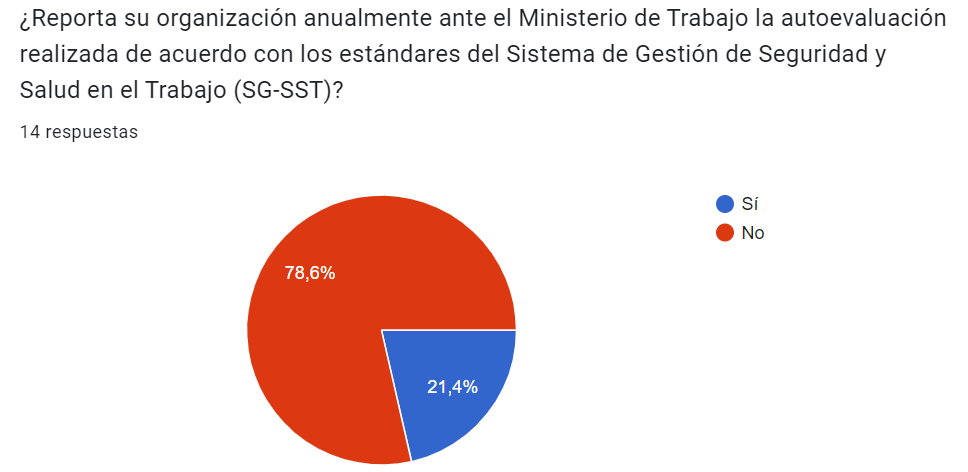 ¿Reporta su organización anualmente ante el Ministerio de Trabajo la autoevaluación
realizada de acuerdo con los estándares del Sistema de Gestión de Seguridad y
Salud en el Trabajo (SG-SST)?
14 respuestas
Sí
No
78,6%
21,4%